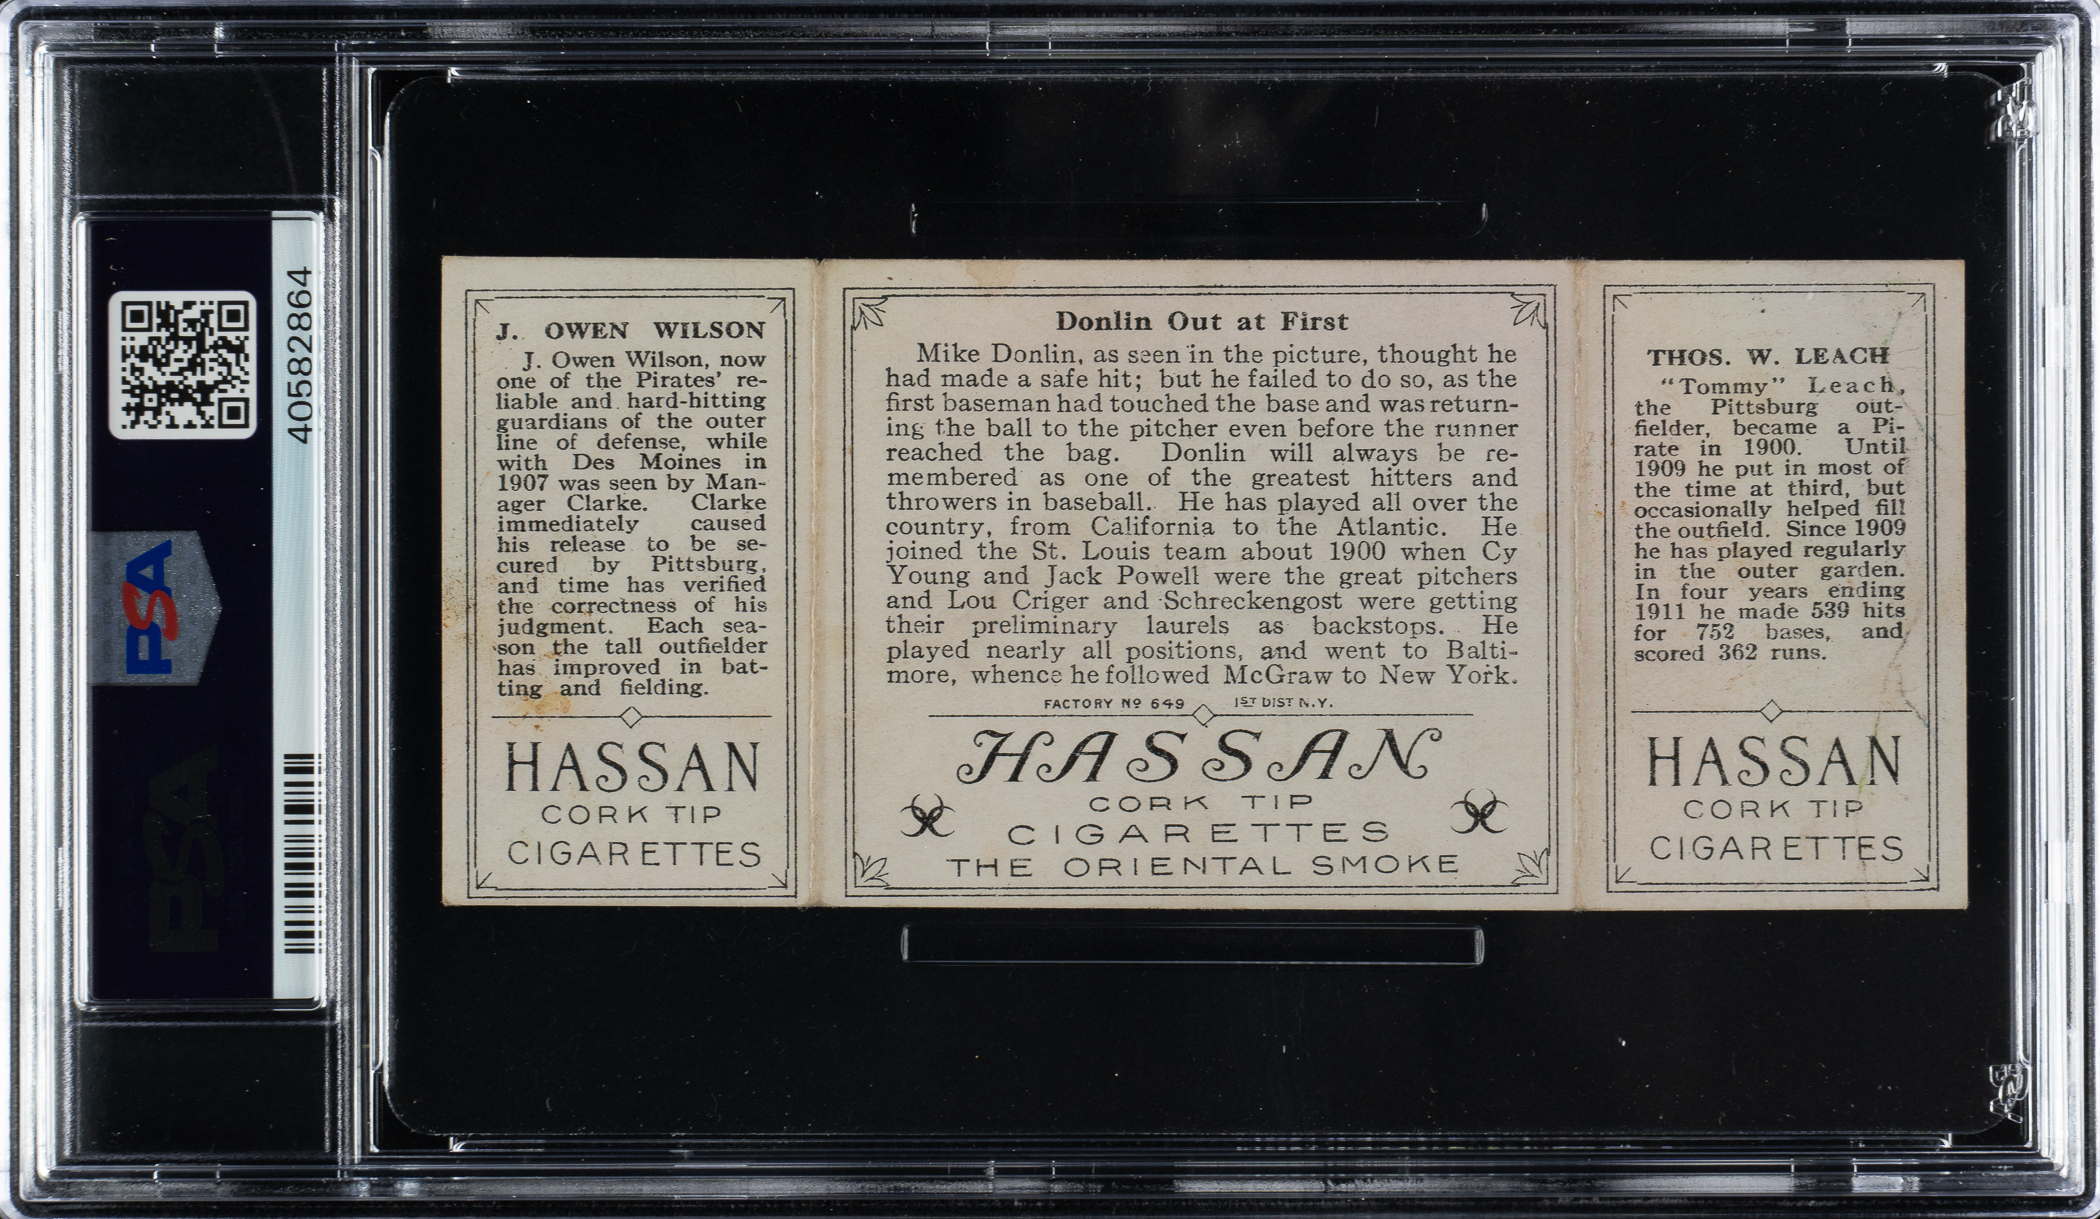 40582864
PSA
PSA
J. OWEN WILSON
J. Owen Wilson, now
one of the Pirates' re-
liable and hard-hitting
guardians of the outer
line of defense, while
with Des Moines in
1907 was seen by Man-
ager Clarke. Clarke
immediately caused
his release to be se-
cured by Pittsburg,
and time has verified
the correctness of his
judgment. Each sea-
son the tall outfielder
has improved in bat-
ting and fielding.
HASSAN
CORK TIP
CIGARETTES
Donlin Out at First
Mike Donlin, as seen in the picture, thought he
had made a safe hit; but he failed to do so, as the
first baseman had touched the base and was return-
ing the ball to the pitcher even before the runner
reached the bag. Donlin will always be re-
membered as one of the greatest hitters and
throwers in baseball. He has played all over the
country, from California to the Atlantic. He
joined the St. Louis team about 1900 when Cy
Young and Jack Powell were the great pitchers
and Lou Criger and Schreckengost were getting
their preliminary laurels as backstops. He
played nearly all positions, and went to Balti-
more, whence he followed McGraw to New York.
FACTORY Nº 649 1ST DIST N.Y.
HASSAN
CORK TIP
CIGARETTES
THE ORIENTAL SMOKE
THOS. W. LEACH
"Tommy" Leach,
the Pittsburg out-
fielder, became a Pi-
rate in 1900. Until
1909 he put in most of
the time at third, but
occasionally helped fill
the outfield. Since 1909
he has played regularly
in the outer garden.
In four years ending
1911 he made 539 hits
for 752 bases, and
scored 362 runs.
HASSAN
CORK TIP
CIGARETTES